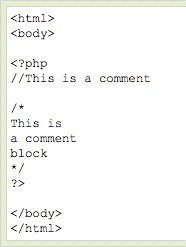 <html>
<body>

<?php
//This is a comment

/*
This is
a comment
block
*/
?>

</body>
</html>